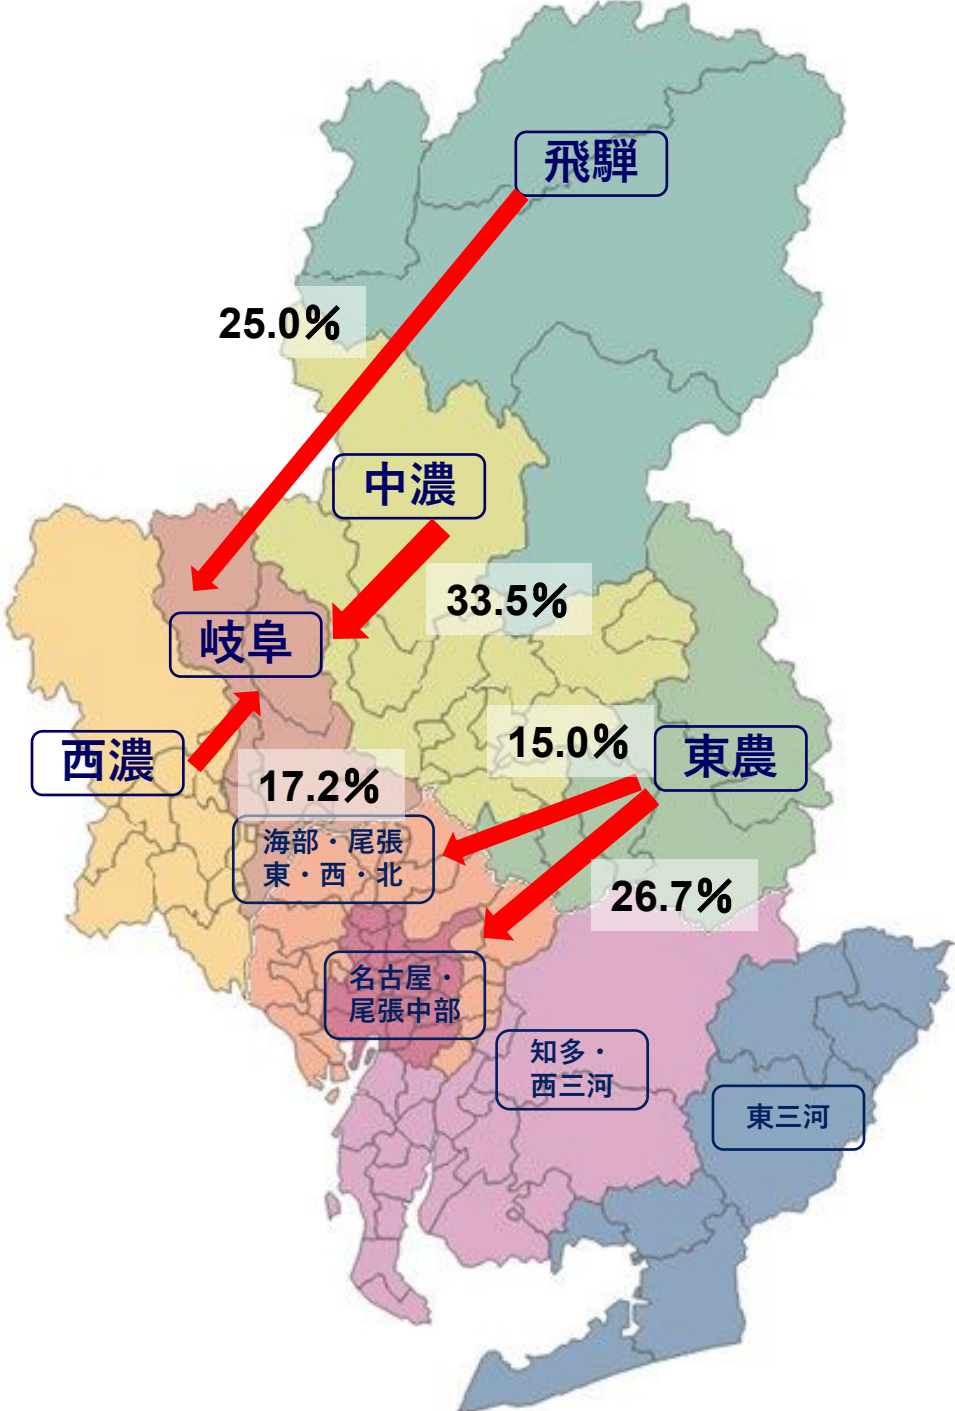 飛騨
25.0%
中濃
33.5%
岐阜
15.0%
東農
西濃
17.2%
海部・尾張
東・西・北
26.7%
名古屋・
尾張中部
知多・
西三河
東三河